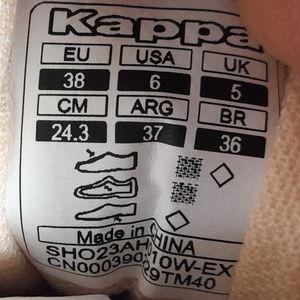 Kappa
EU USA UK
38 6 5
CM ARG BR
24.3 37 36
Made in CHINA